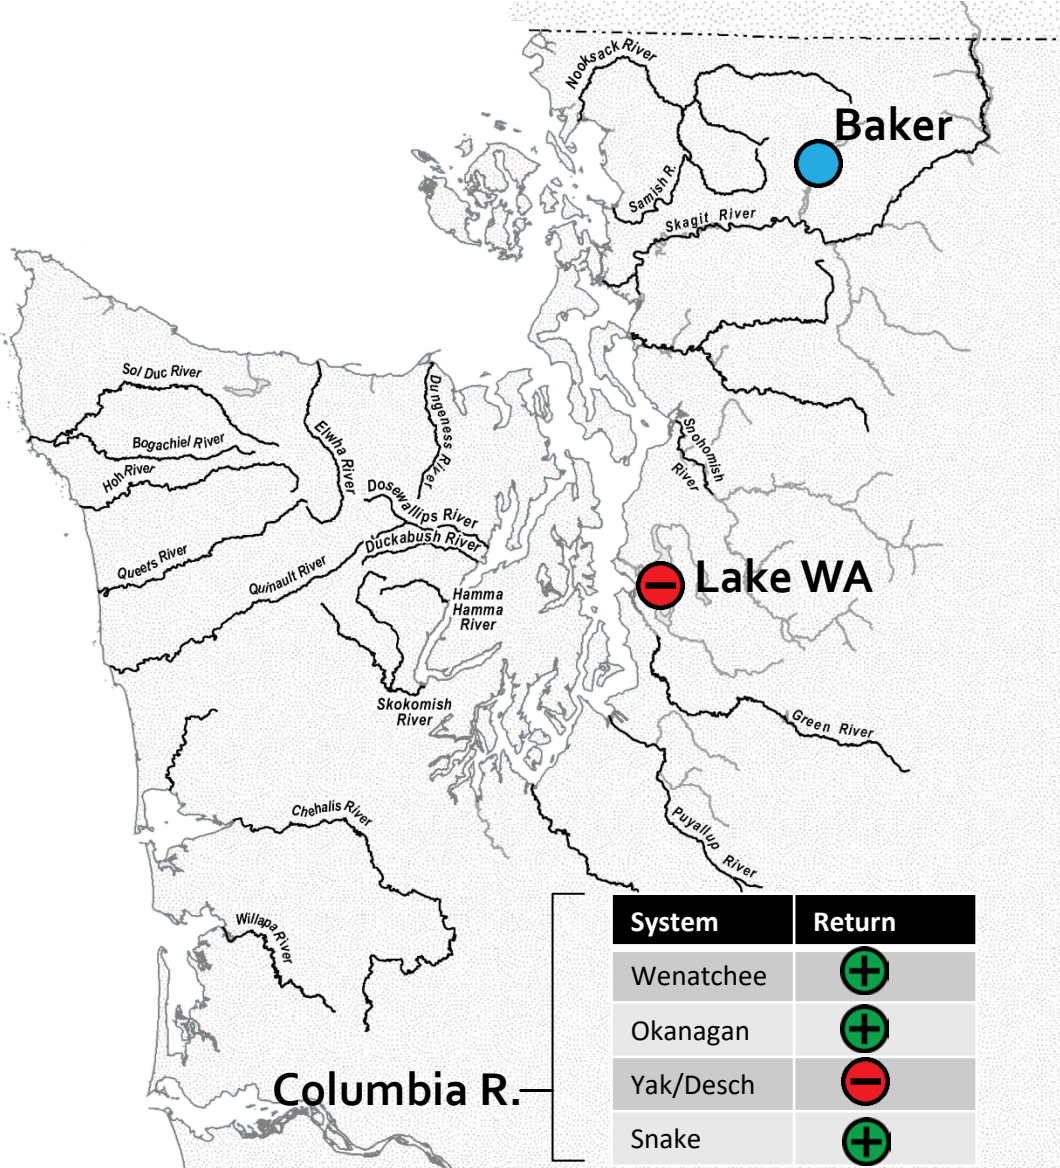 Nooksack River
Baker
Samish R.
Skagit River
Sol Duc River
Bogachiel River
Hoh River
Elwha River
Dungeness River
Snohomish
River
Dosewallips River
Duckabush River
Queets River
Quinault River
Hamma
Hamma
River
Lake WA
Skokomish
River
Green River
Chehalis River
Puyallup River
Willapa River
Columbia R.
System Return
Wenatchee +
Okanagan +
Yak/Desch −
Snake +